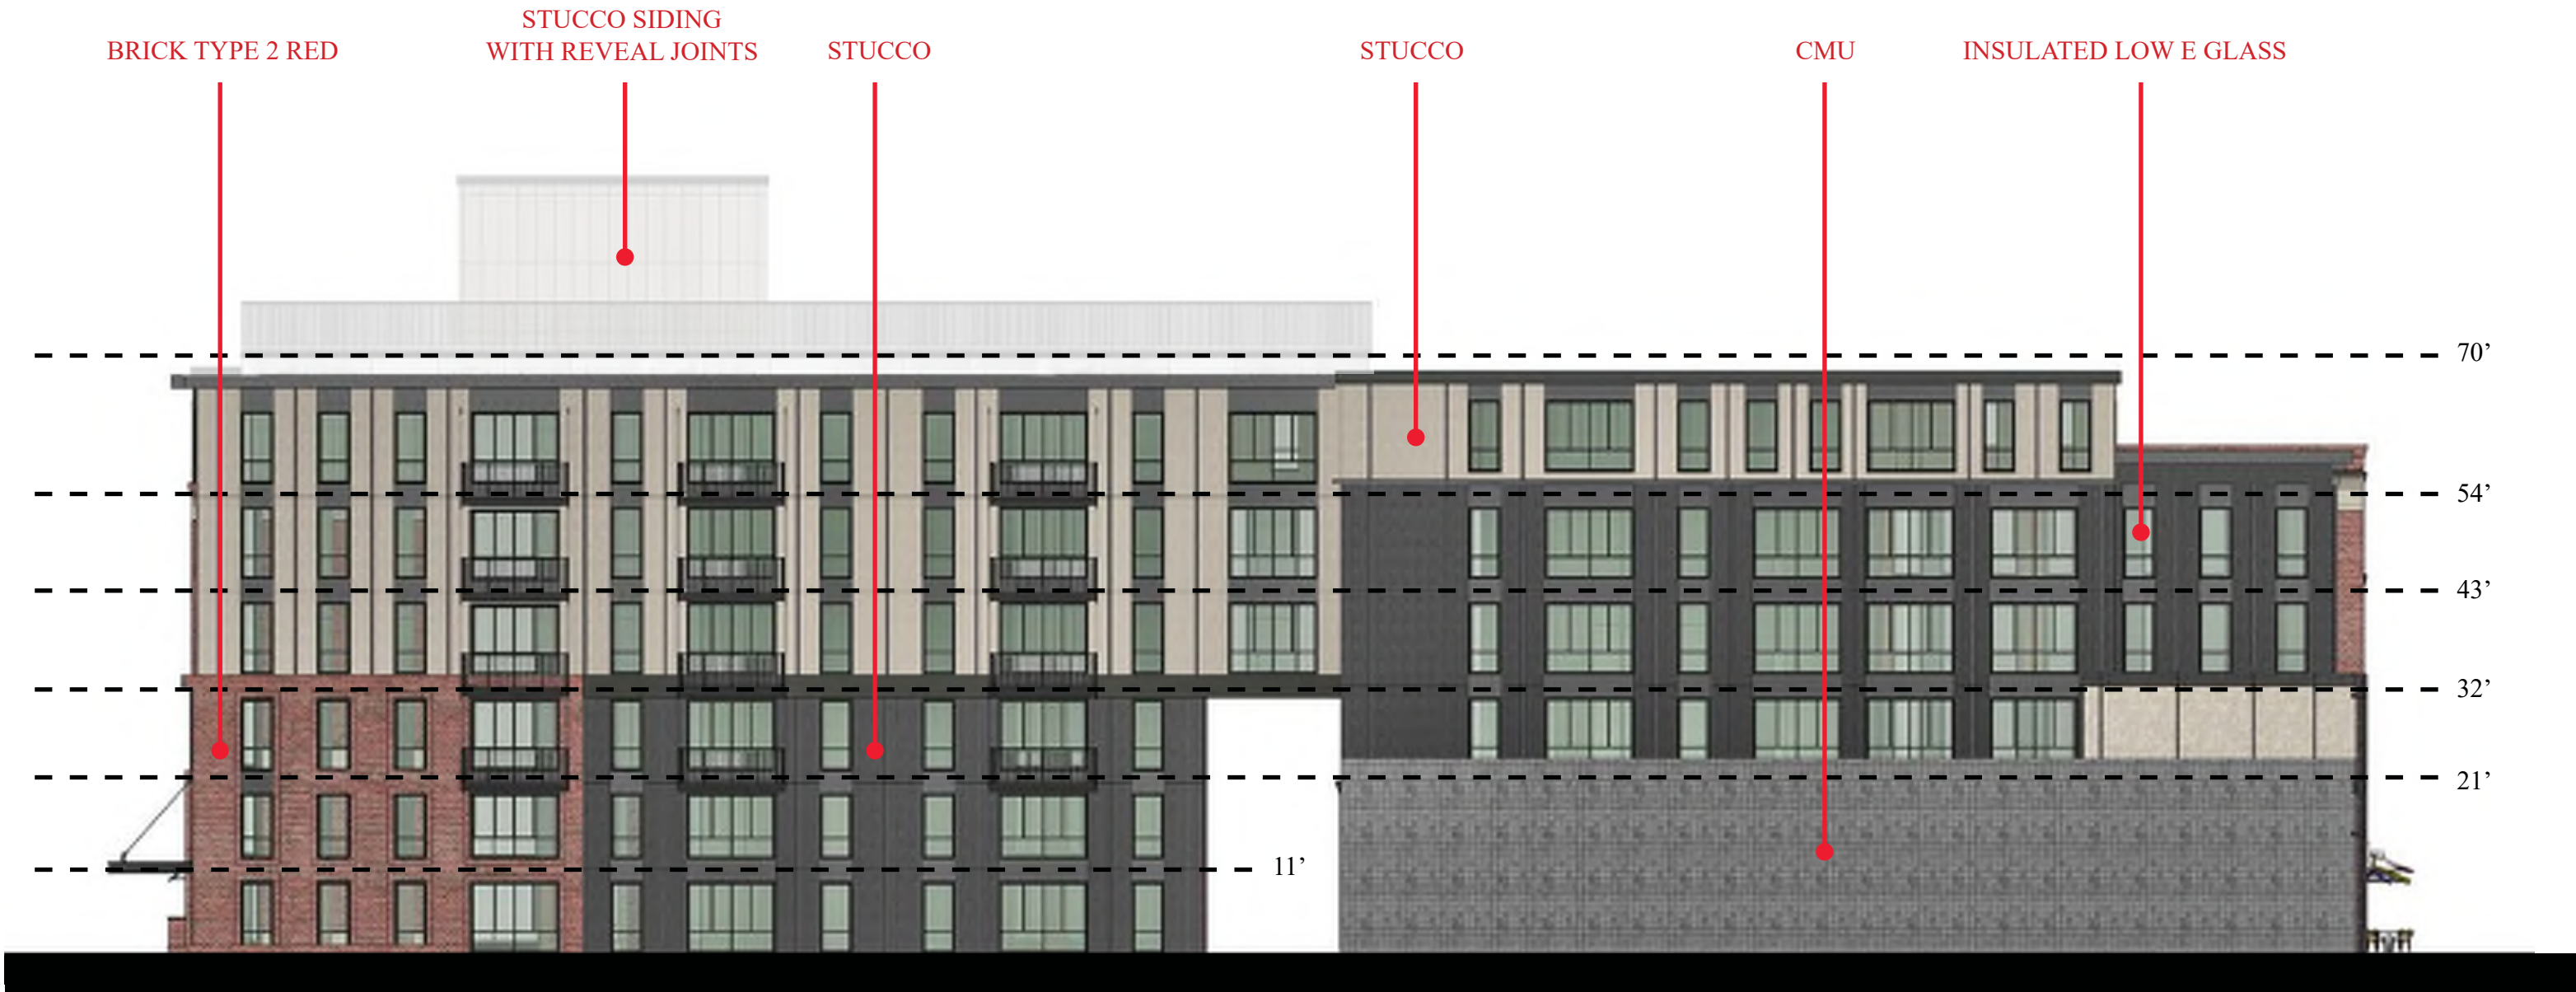 BRICK TYPE 2 RED
STUCCO SIDING
WITH REVEAL JOINTS
STUCCO
STUCCO
CMU
INSULATED LOW E GLASS
70’
54’
43’
32’
21’
11’